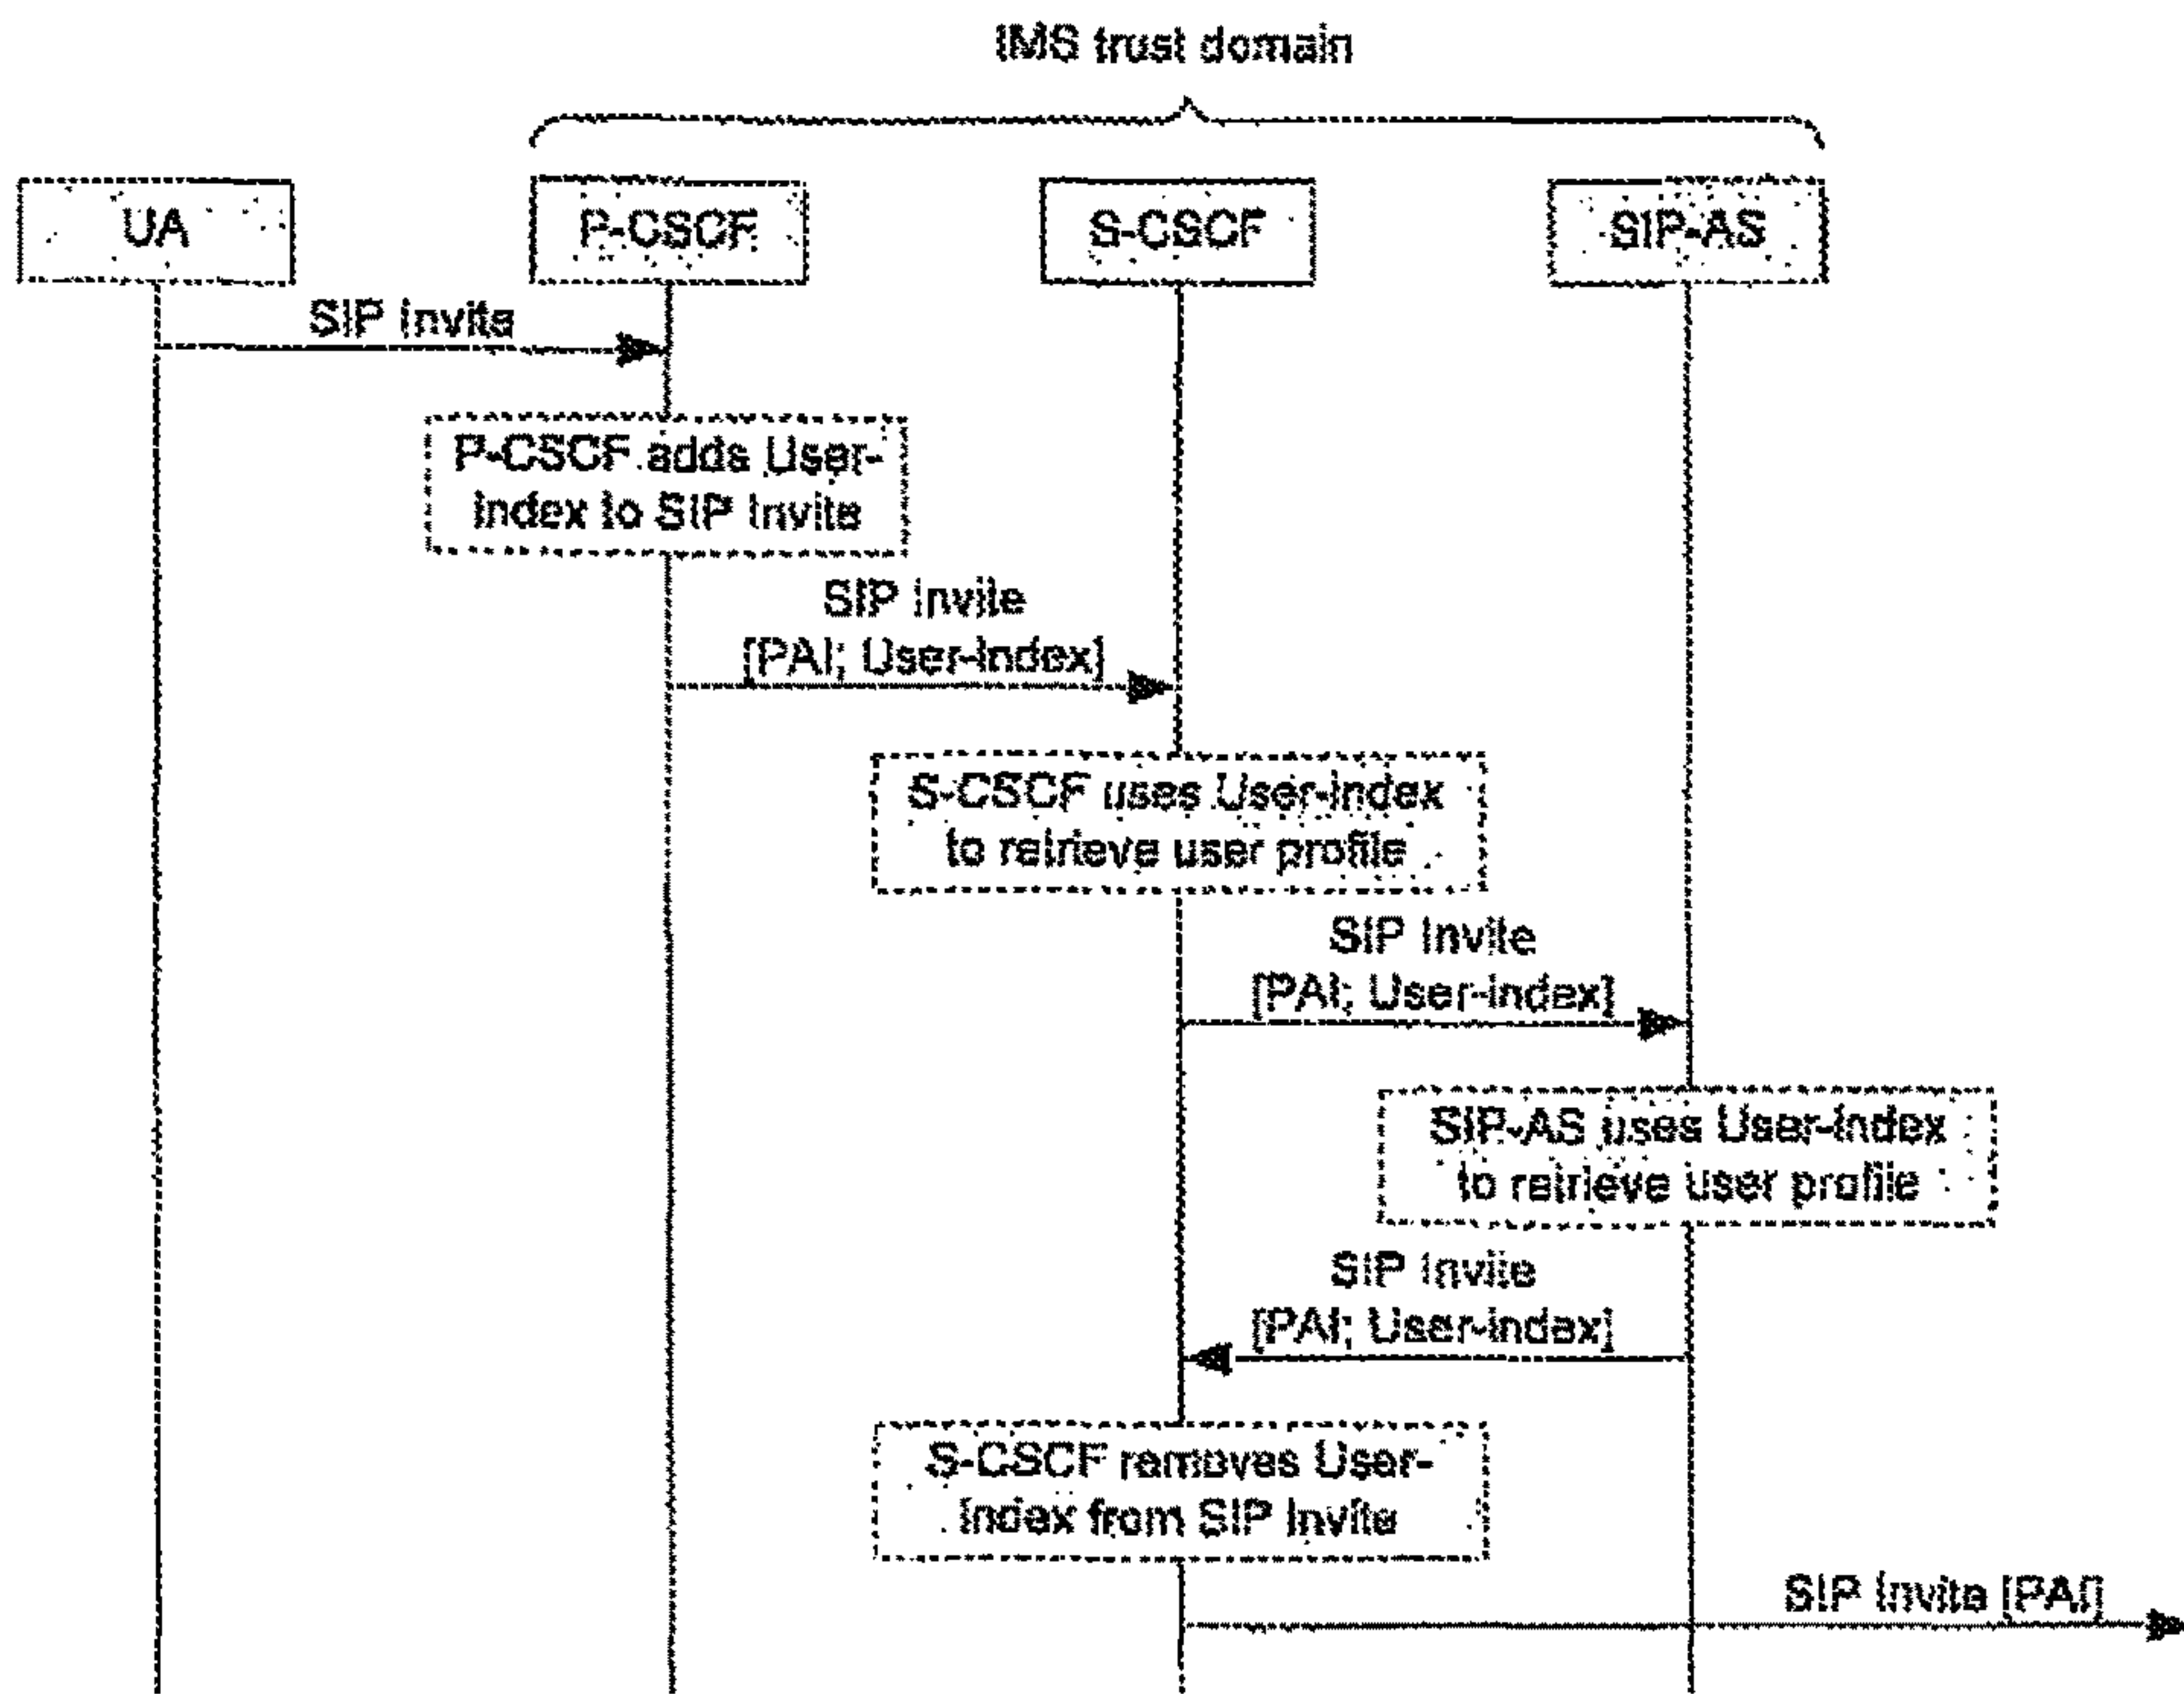 IMS trust domain
UA
P-CSCF
S-CSCF
SIP-AS
SIP Invite
P-CSCF adds User-
Index to SIP Invite
SIP Invite
[PAI; User-Index]
S-CSCF uses User-Index
to retrieve user profile
SIP Invite
[PAI; User-Index]
SIP-AS uses User-Index
to retrieve user profile
SIP Invite
[PAI; User-Index]
S-CSCF removes User-
Index from SIP Invite
SIP Invite [PAI]